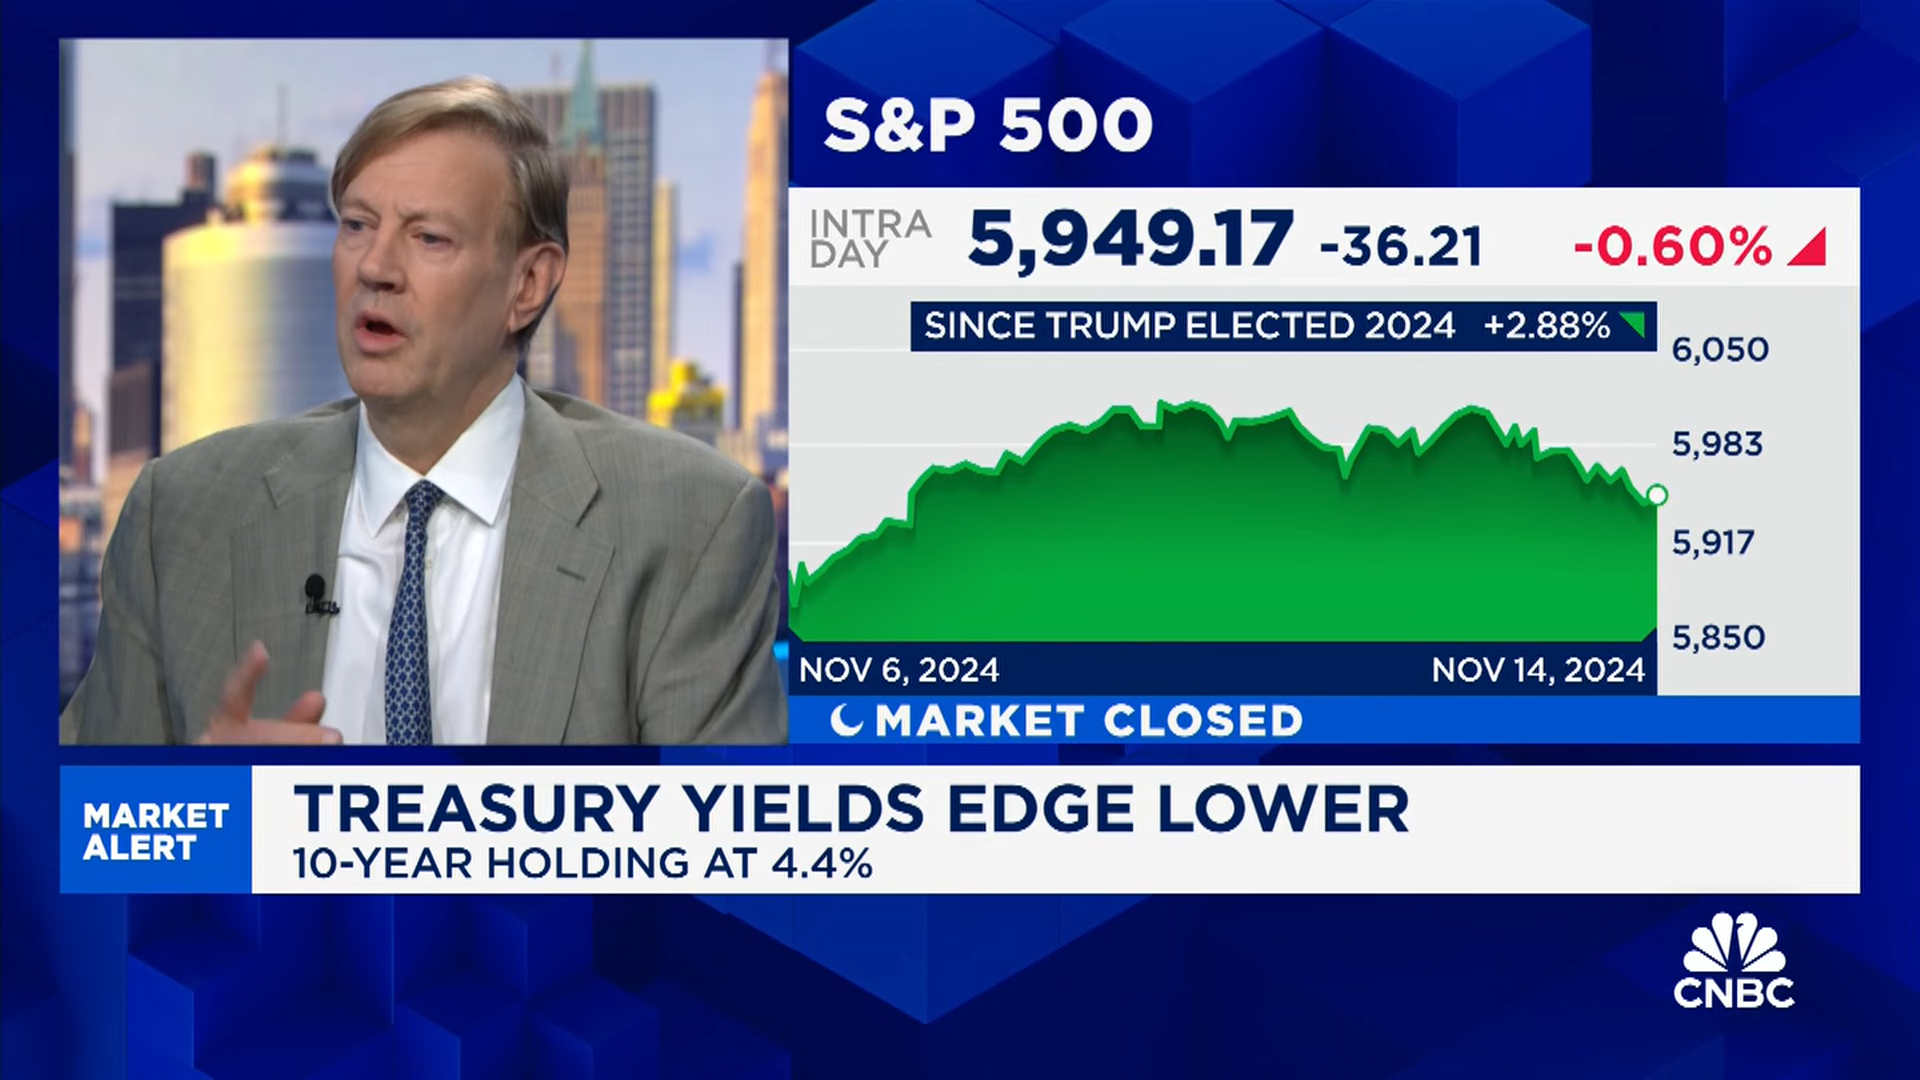 S&P 500
INTRA
DAY
5,949.17 -36.21 -0.60%
SINCE TRUMP ELECTED 2024 +2.88%
6,050
5,983
5,917
5,850
NOV 6, 2024 NOV 14, 2024
MARKET CLOSED
MARKET
ALERT
TREASURY YIELDS EDGE LOWER
10-YEAR HOLDING AT 4.4%
CNBC